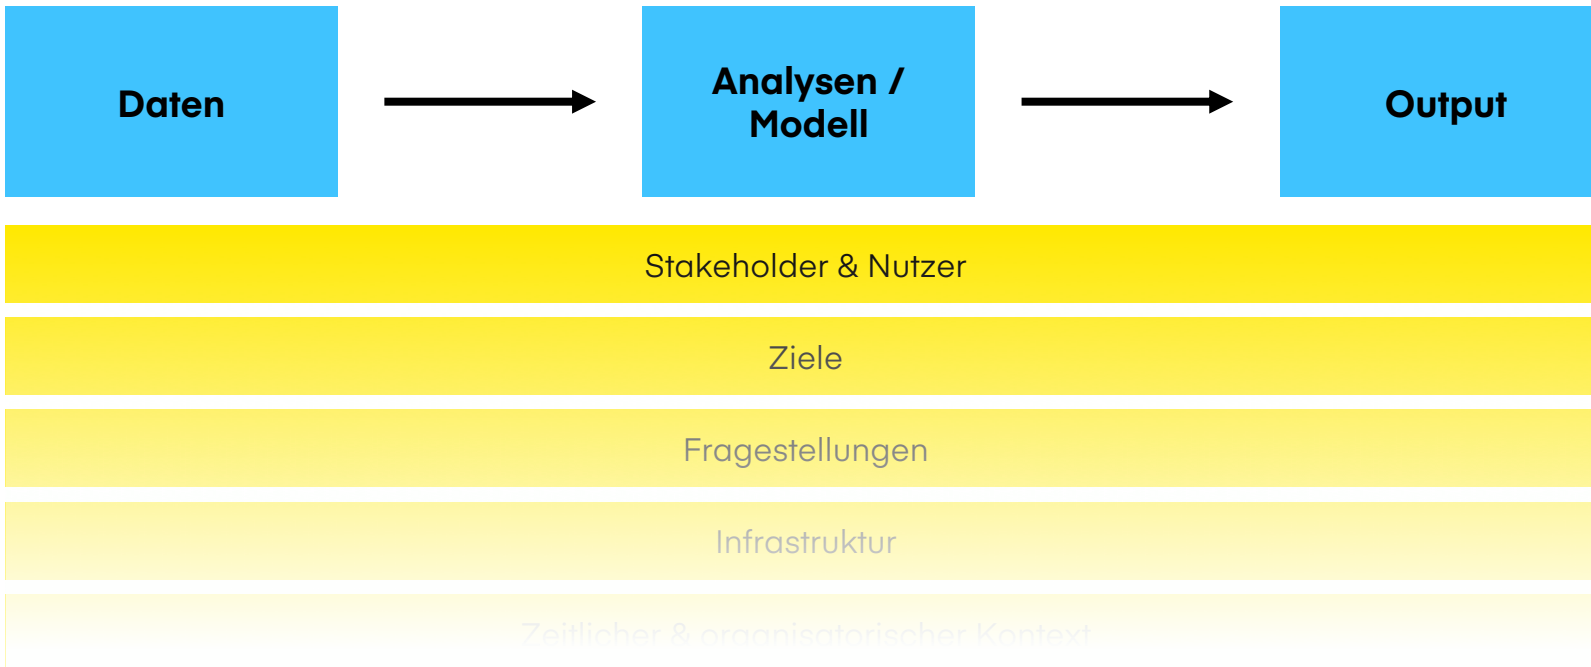 Daten
Analysen /
Modell
Output
Stakeholder & Nutzer
Ziele
Fragestellungen
Infrastruktur
Zeitlicher & organisatorischer Kontext